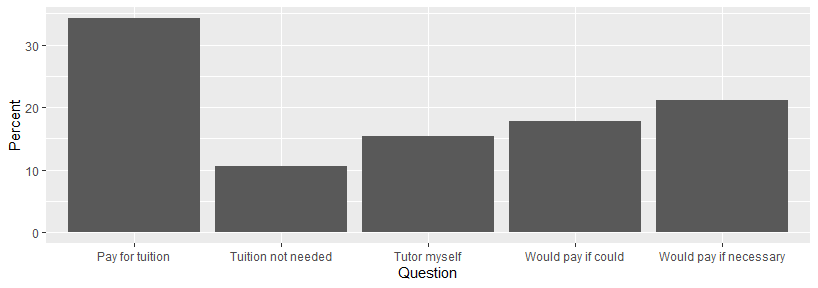 30
20
10
0
Percent
Pay for tuition
Tuition not needed
Tutor myself
Would pay if could
Would pay if necessary
Question